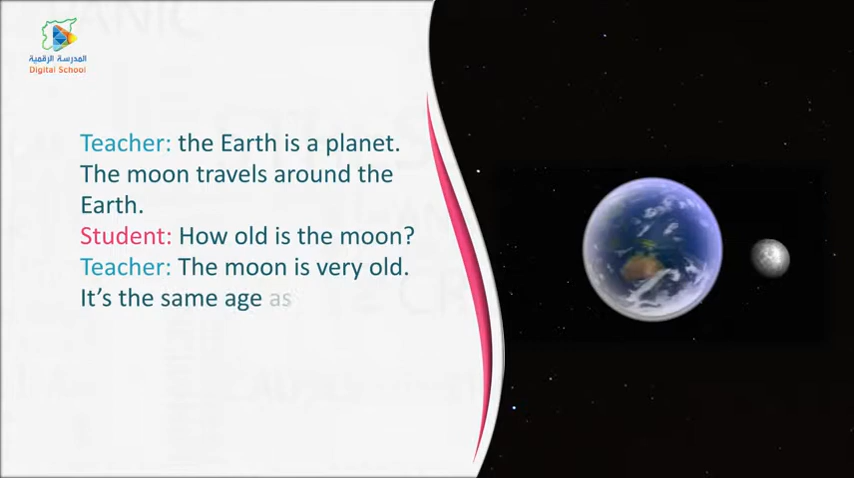 المدرسة الرقمية
Digital School
Teacher: the Earth is a planet.
The moon travels around the
Earth.
Student: How old is the moon?
Teacher: The moon is very old.
It's the same age as